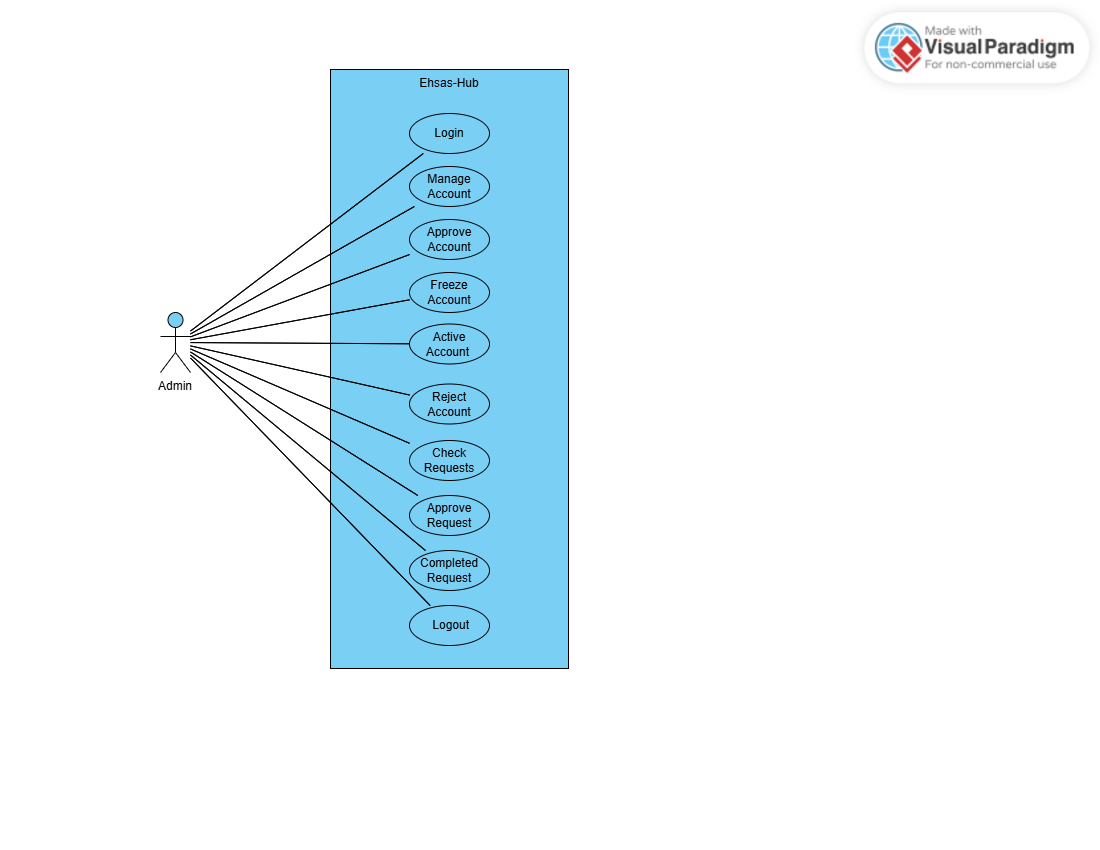 Made with
Visual Paradigm
For non-commercial use
Ehsas-Hub
Login
Manage
Account
Approve
Account
Freeze
Account
Active
Account
Admin
Reject
Account
Check
Requests
Approve
Request
Completed
Request
Logout